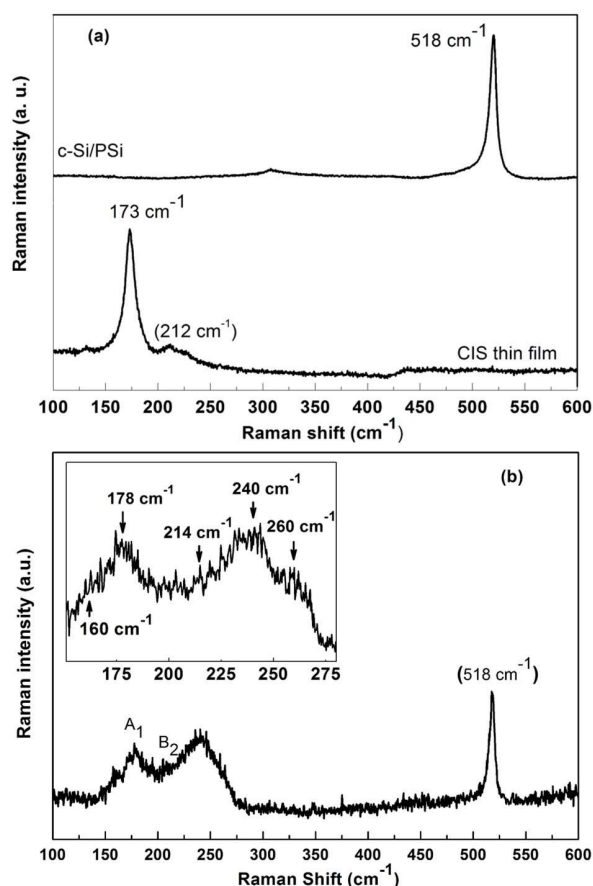 (a)
518 cm-1
c-Si/PSi
173 cm-1
(212 cm-1)
CIS thin film
Raman intensity (a. u.)
100 150 200 250 300 350 400 450 500 550 600
Raman shift (cm-1)
(b)
178 cm-1
240 cm-1
214 cm-1
260 cm-1
160 cm-1
175 200 225 250 275
(518 cm-1)
A1
B2
Raman intensity (a.u.)
100 150 200 250 300 350 400 450 500 550 600
Raman Shift (cm-1)